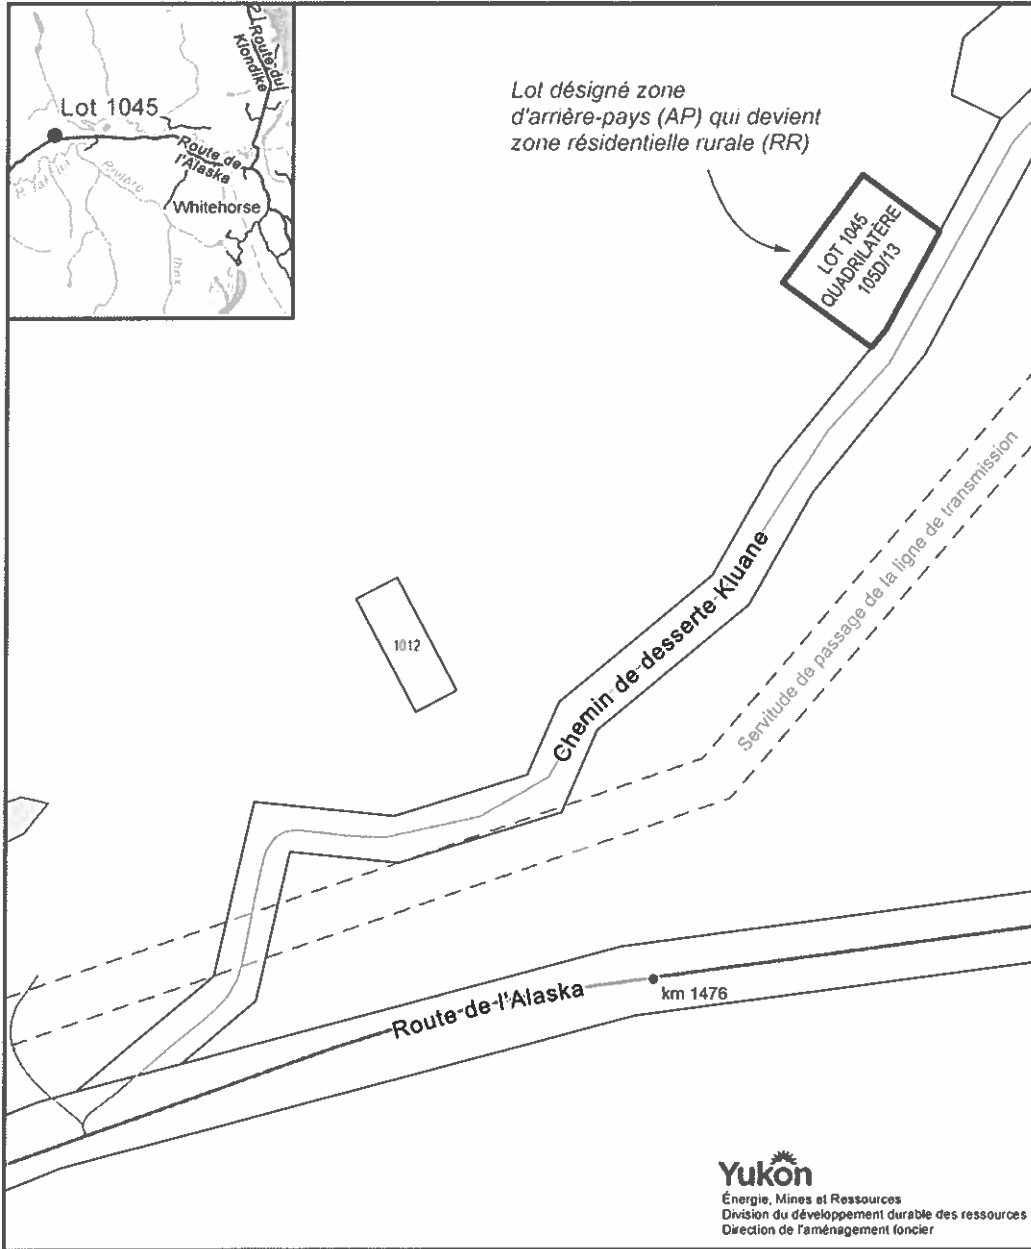 Route du
Klondike
Lot 1045
Route de
l'Alaska
Whitehorse
Lot désigné zone
d'arrière-pays (AP) qui devient
zone résidentielle rurale (RR)
LOT 1045
QUADRILATÈRE
105D/13
Servitude de passage de la ligne de transmission
Chemin-de-desserte-Kluane
1012
Route-de-l'Alaska
km 1476
Yukon
Énergie, Mines et Ressources
Division du développement durable des ressources
Direction de l'aménagement foncier